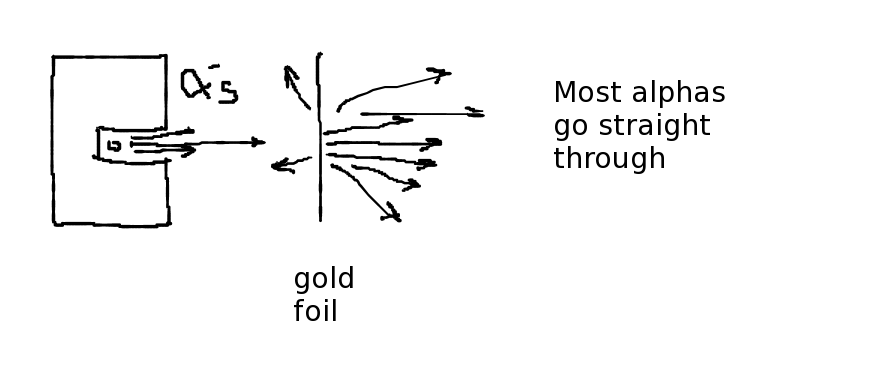 α's
Most alphas
go straight
through
gold
foil